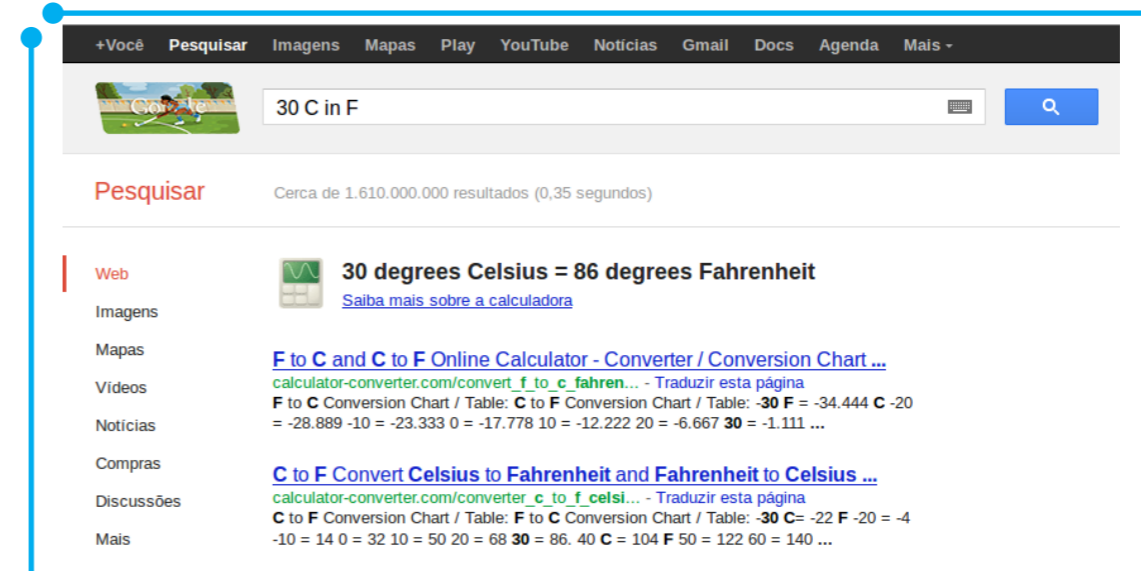 +Você Pesquisar Imagens Mapas Play YouTube Notícias Gmail Docs Agenda Mais
Google
30 C in F
Pesquisar
Cerca de 1.610.000.000 resultados (0,35 segundos)
Web
Imagens
Mapas
Vídeos
Notícias
Compras
Discussões
Mais
30 degrees Celsius = 86 degrees Fahrenheit
Saiba mais sobre a calculadora
F to C and C to F Online Calculator - Converter / Conversion Chart ...
calculator-converter.com/convert_f_to_c_fahren... - Traduzir esta página
F to C Conversion Chart / Table: C to F Conversion Chart / Table: -30 F = -34.444 C -20
= -28.889 -10 = -23.333 0 = -17.778 10 = -12.222 20 = -6.667 30 = -1.111 ...
C to F Convert Celsius to Fahrenheit and Fahrenheit to Celsius ...
calculator-converter.com/converter_c_to_f_celsi... - Traduzir esta página
C to F Conversion Chart / Table: F to C Conversion Chart / Table: -30 C= -22 F -20 = -4
-10 = 14 0 = 32 10 = 50 20 = 68 30 = 86. 40 C = 104 F 50 = 122 60 = 140 ...